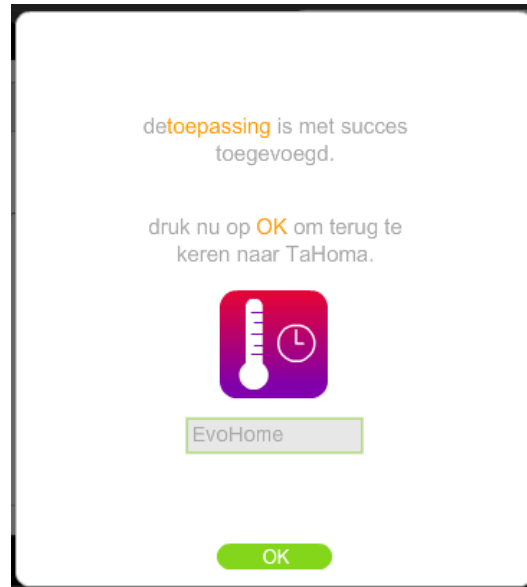 detoepassing is met succes
toegevoegd.
druk nu op OK om terug te
keren naar TaHoma.
EvoHome
OK